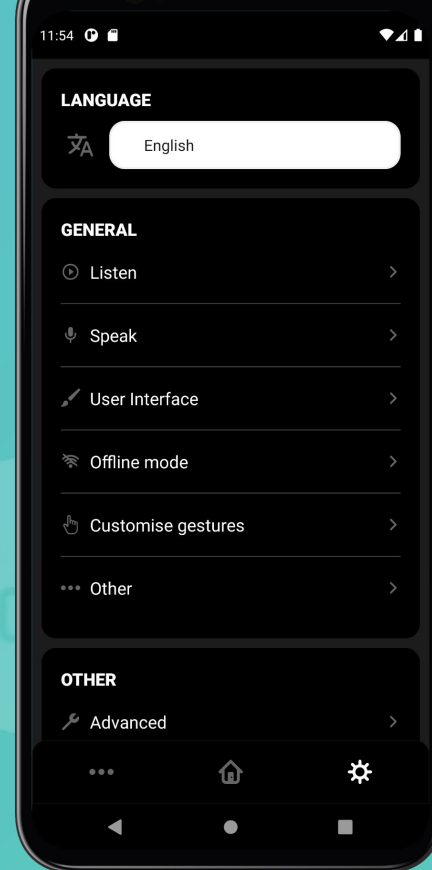 11:54
LANGUAGE
English
GENERAL
Listen
Speak
User Interface
Offline mode
Customise gestures
Other
OTHER
Advanced